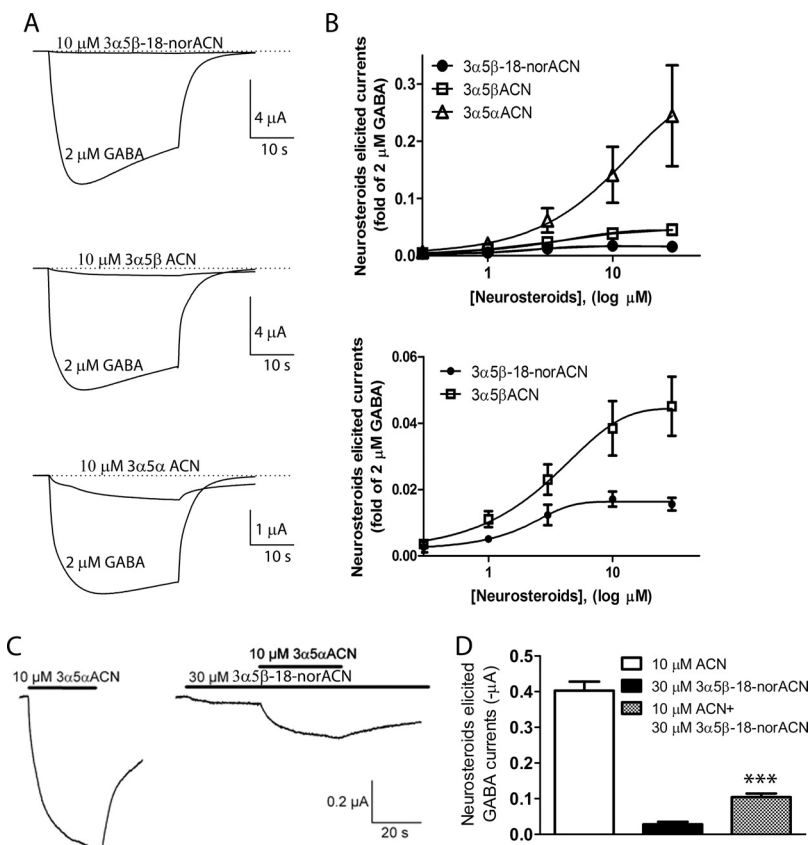 A
10 μM 3α5β-18-norACN
2 μM GABA
4 μA
10 s
10 μM 3α5β ACN
2 μM GABA
4 μA
10 s
10 μM 3α5α ACN
2 μM GABA
1 μA
10 s
B
Neurosteroids elicited currents
(fold of 2 μM GABA)
3α5β-18-norACN
3α5βACN
3α5αACN
0.3
0.2
0.1
0.0
1
10
[Neurosteroids], (log μM)
Neurosteroids elicited currents
(fold of 2 μM GABA)
3α5β-18-norACN
3α5βACN
0.06
0.04
0.02
0.00
1
10
[Neurosteroids], (log μM)
C
10 μM 3α5αACN
10 μM 3α5αACN
30 μM 3α5β-18-norACN
0.2 μA
20 s
D
Neurosteroids elicited
GABA currents (-μA)
0.5
0.4
0.3
0.2
0.1
0.0
10 μM ACN
30 μM 3α5β-18-norACN
10 μM ACN+
30 μM 3α5β-18-norACN
***